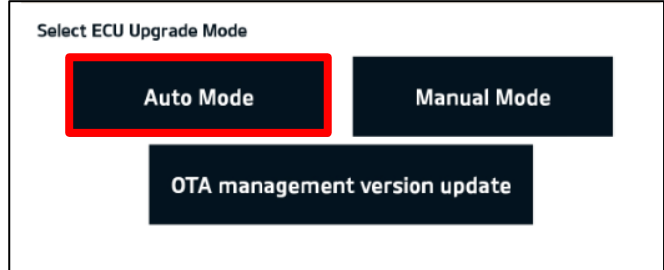 Select ECU Upgrade Mode
Auto Mode
Manual Mode
OTA management version update